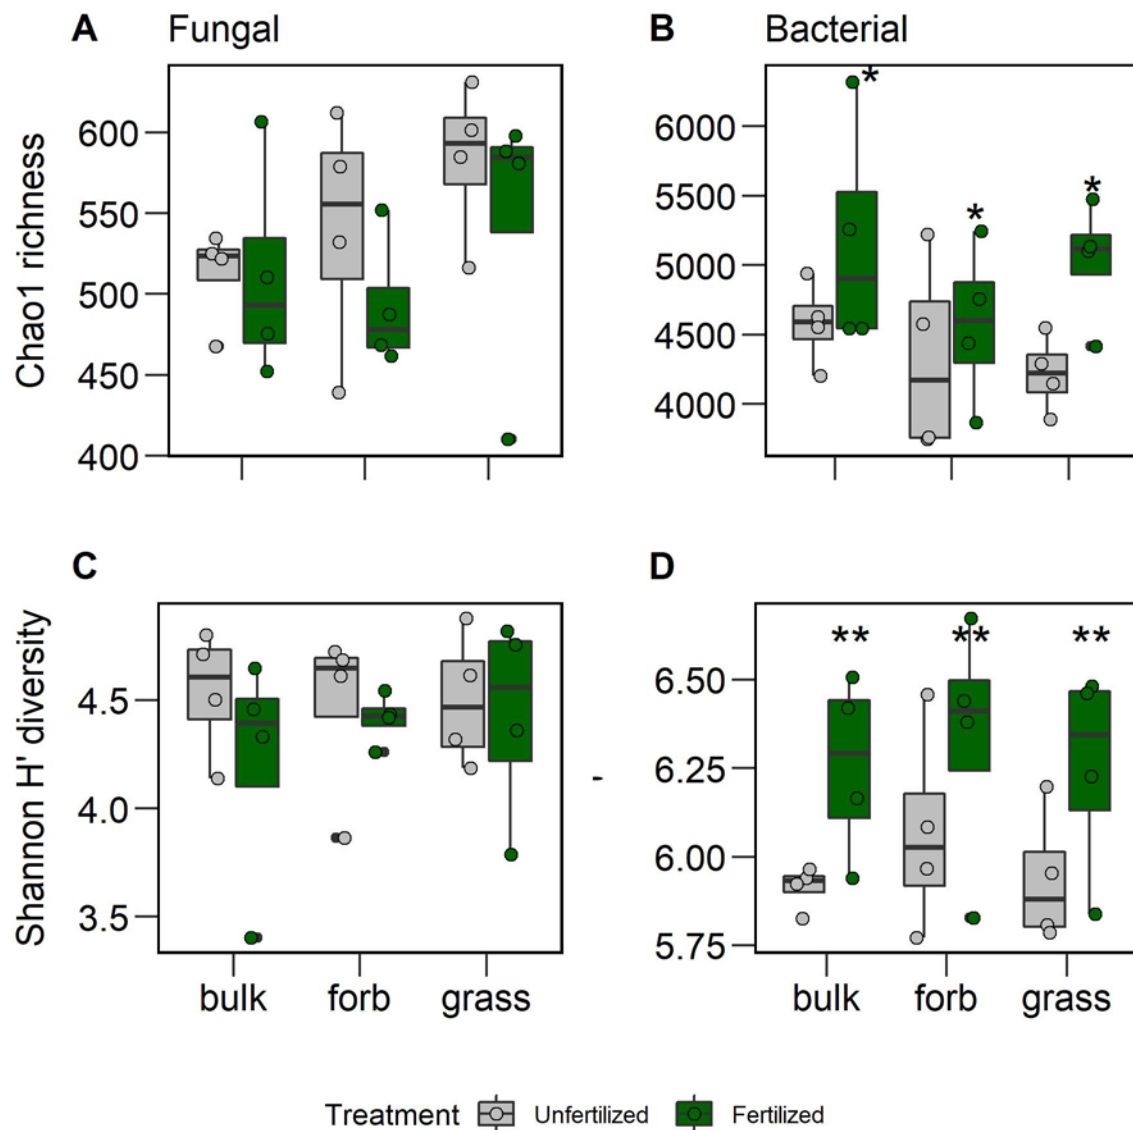 A Fungal
B Bacterial
Chao1 richness
600
550
500
450
400
6000
5500
5000
4500
4000
*
*
*
C
D
Shannon H' diversity
4.5
4.0
3.5
bulk forb grass
,
6.50
6.25
6.00
5.75
**
**
**
bulk forb grass
Treatment Unfertilized Fertilized